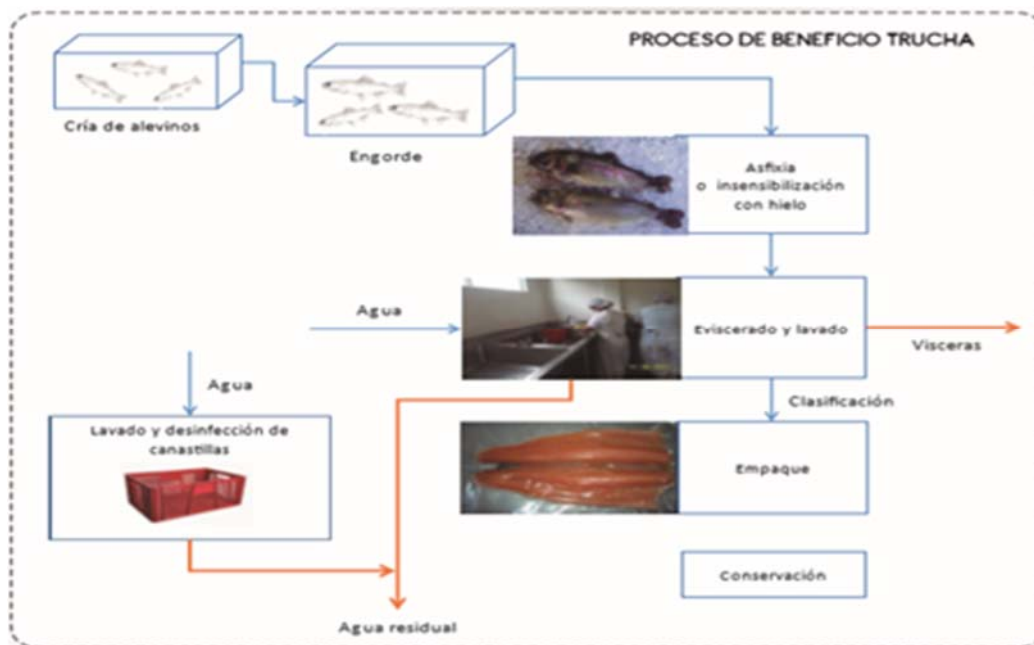 PROCESO DE BENEFICIO TRUCHA
Cría de alevinos
Engorde
Asfixia
o insensibilización
con hielo
Agua
Eviscerado y lavado
Visceras
Agua
Clasificación
Lavado y desinfección de
canastillas
Empaque
Conservación
Agua residual